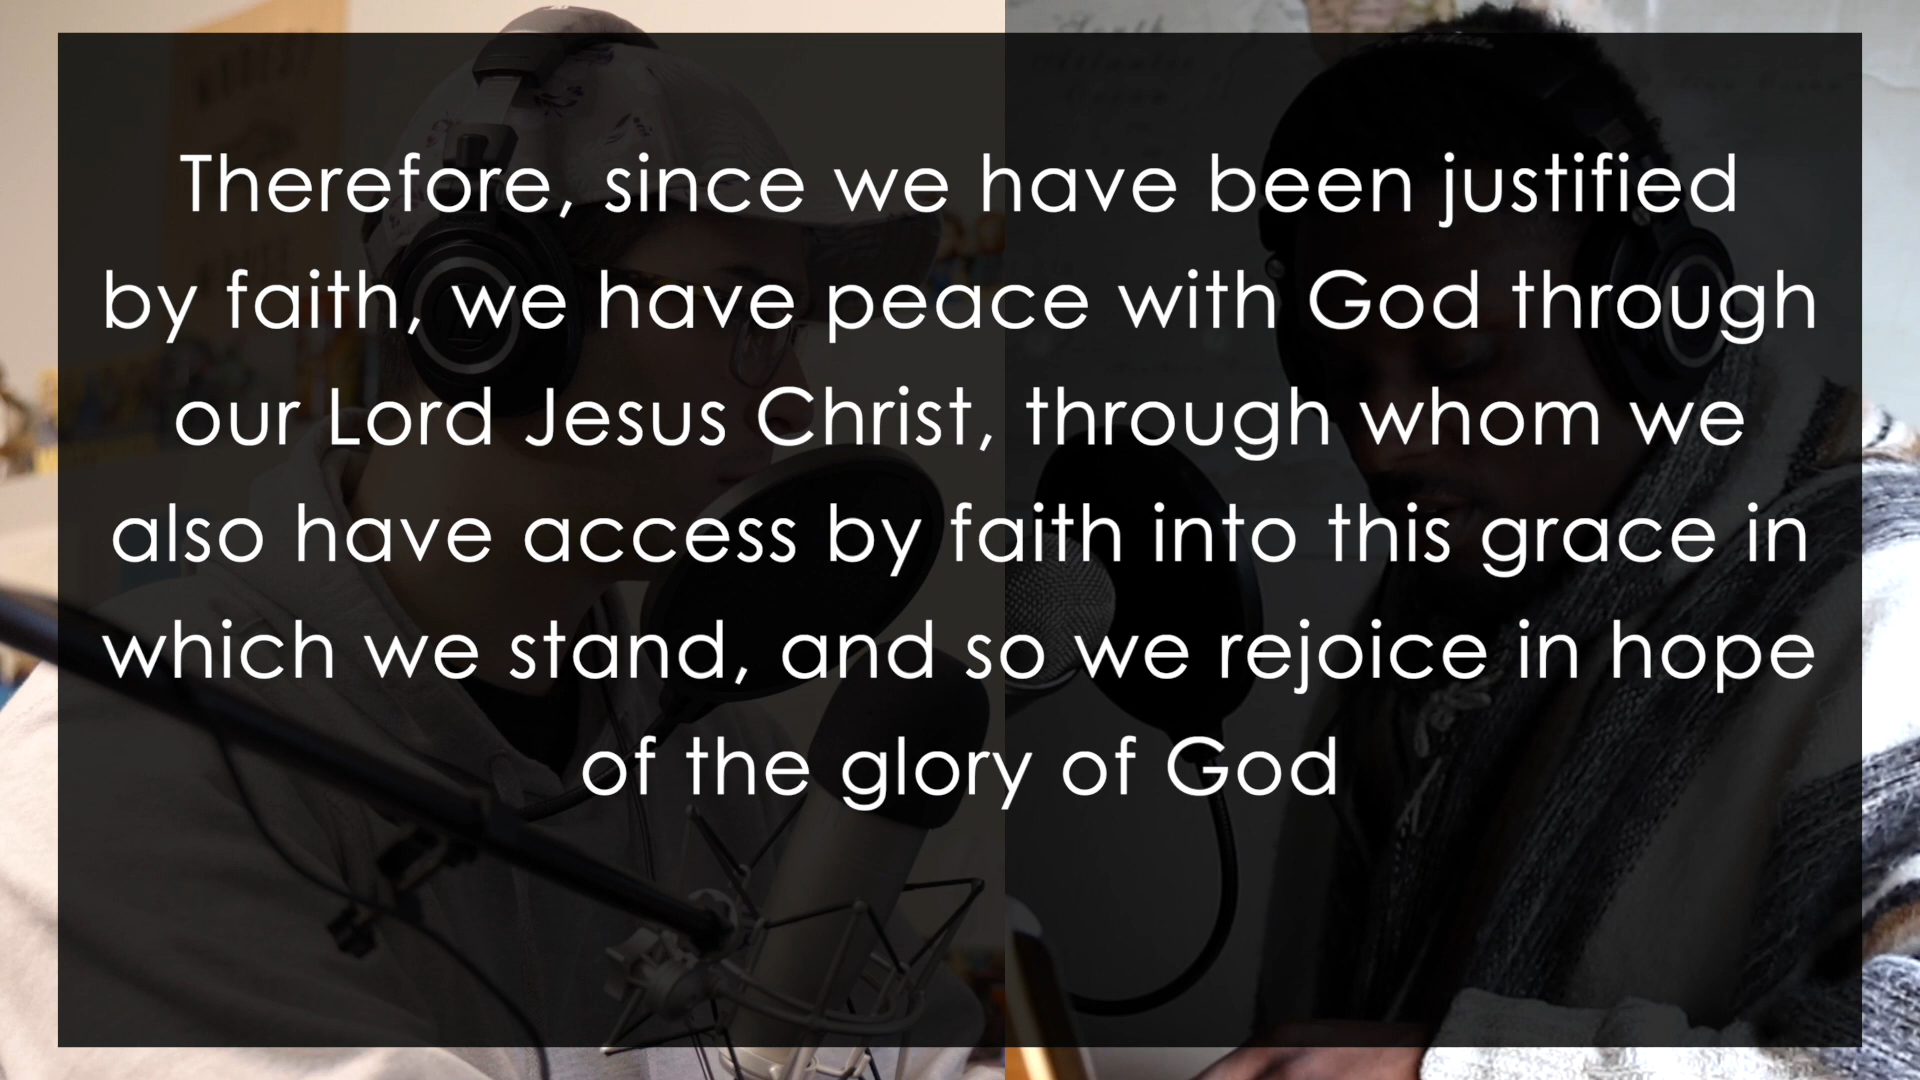 Therefore, since we have been justified
by faith, we have peace with God through
our Lord Jesus Christ, through whom we
also have access by faith into this grace in
which we stand, and so we rejoice in hope
of the glory of God